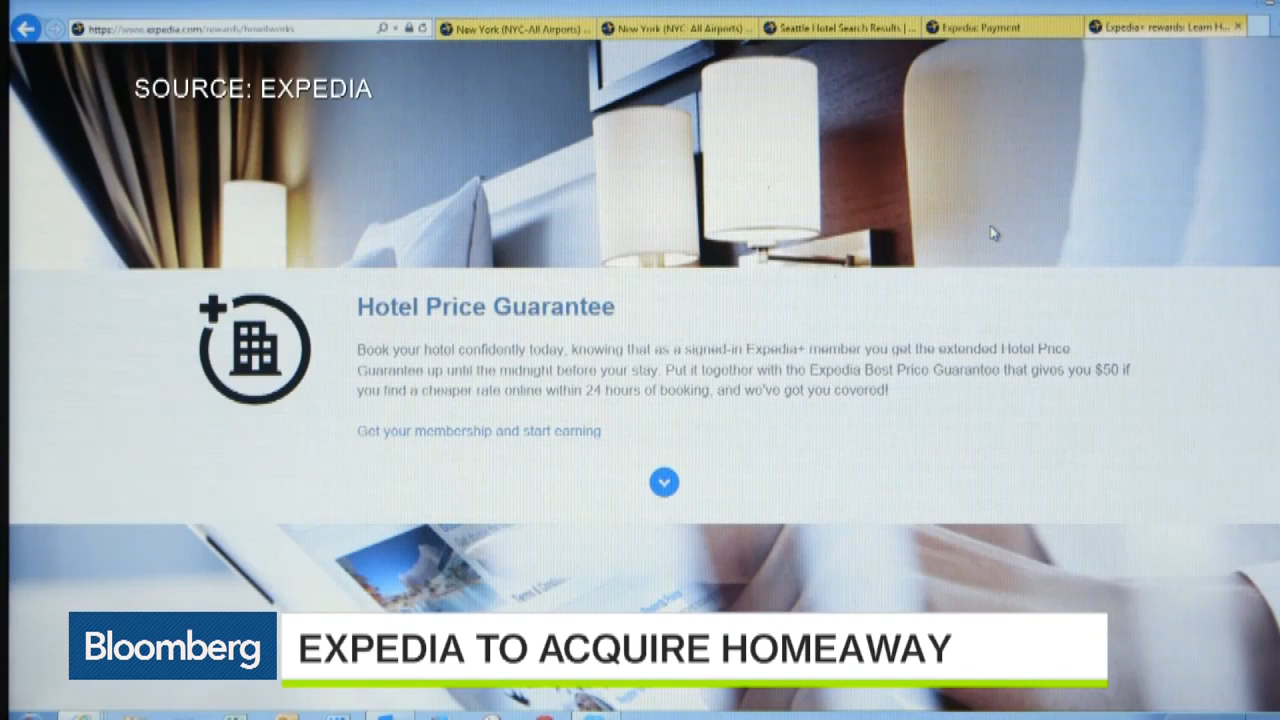 https://www.expedia.com/rewards/howitworks
New York (NYC-All Airports) ...
New York (NYC-All Airports) ...
Seattle Hotel Search Results | ...
Expedia: Payment
Expedia+ rewards: Learn H...
SOURCE: EXPEDIA
Hotel Price Guarantee
Book your hotel confidently today, knowing that as a signed-in Expedia+ member you get the extended Hotel Price
Guarantee up until the midnight before your stay. Put it together with the Expedia Best Price Guarantee that gives you $50 if
you find a cheaper rate online within 24 hours of booking, and we've got you covered!
Get your membership and start earning
Bloomberg
EXPEDIA TO ACQUIRE HOMEAWAY